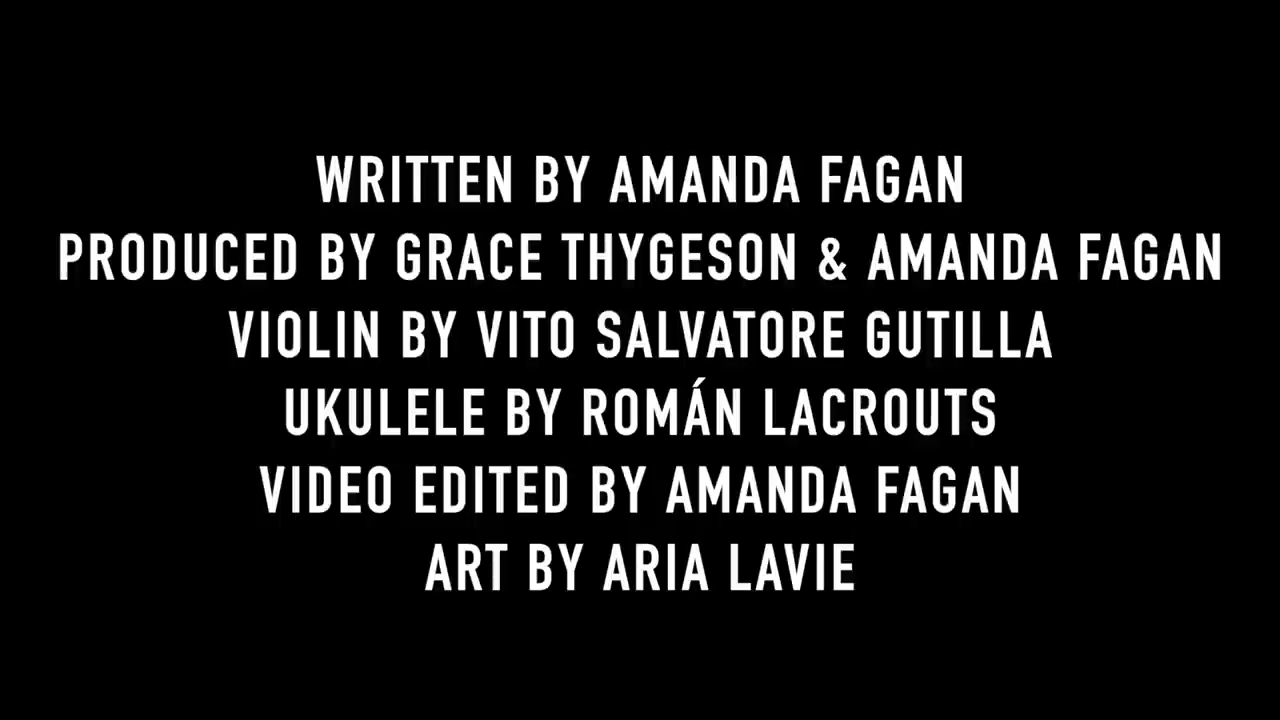 WRITTEN BY AMANDA FAGAN
PRODUCED BY GRACE THYGESON & AMANDA FAGAN
VIOLIN BY VITO SALVATORE GUTILLA
UKULELE BY ROMÁN LACROUTS
VIDEO EDITED BY AMANDA FAGAN
ART BY ARIA LAVIE